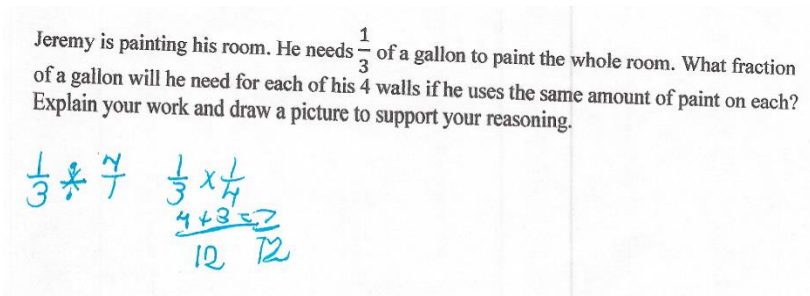 Jeremy is painting his room. He needs 1/3 of a gallon to paint the whole room. What fraction
of a gallon will he need for each of his 4 walls if he uses the same amount of paint on each?
Explain your work and draw a picture to support your reasoning.
1/3 ÷ 4/1 1/3 × 1/4
4+3=7
12 12